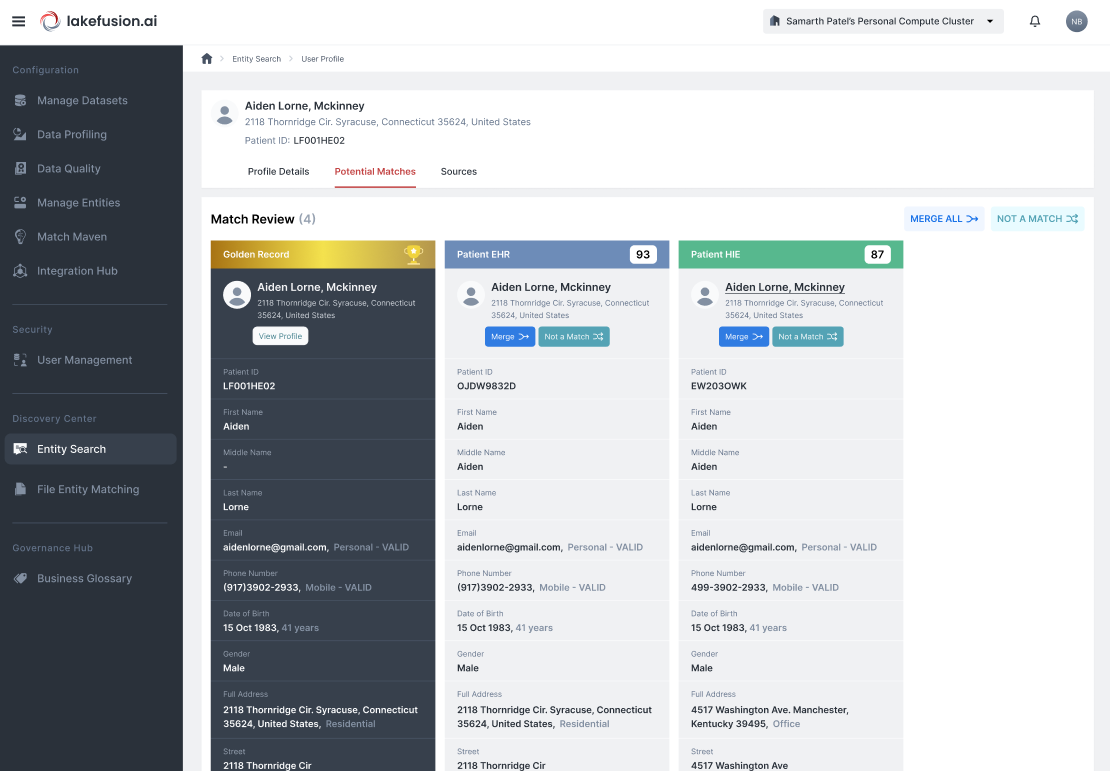 lakefusion.ai
Samarth Patel's Personal Compute Cluster
NB
Configuration
Manage Datasets
Data Profiling
Data Quality
Manage Entities
Match Maven
Integration Hub
Security
User Management
Discovery Center
Entity Search
File Entity Matching
Governance Hub
Business Glossary
Entity Search
User Profile
Aiden Lorne, Mckinney
2118 Thornridge Cir. Syracuse, Connecticut 35624, United States
Patient ID: LF001HE02
Profile Details
Potential Matches
Sources
Match Review (4)
MERGE ALL
NOT A MATCH
Golden Record
Aiden Lorne, Mckinney
2118 Thornridge Cir. Syracuse, Connecticut
35624, United States
View Profile
Patient ID
LF001HE02
First Name
Aiden
Middle Name
-
Last Name
Lorne
Email
aidenlorne@gmail.com, Personal - VALID
Phone Number
(917)3902-2933, Mobile - VALID
Date of Birth
15 Oct 1983, 41 years
Gender
Male
Full Address
2118 Thornridge Cir. Syracuse, Connecticut
35624, United States, Residential
Street
2118 Thornridge Cir
Patient EHR
93
Aiden Lorne, Mckinney
2118 Thornridge Cir. Syracuse, Connecticut
35624, United States
Merge
Not a Match
Patient ID
OJDW9832D
First Name
Aiden
Middle Name
Aiden
Last Name
Lorne
Email
aidenlorne@gmail.com, Personal - VALID
Phone Number
(917)3902-2933, Mobile - VALID
Date of Birth
15 Oct 1983, 41 years
Gender
Male
Full Address
2118 Thornridge Cir. Syracuse, Connecticut
35624, United States, Residential
Street
2118 Thornridge Cir
Patient HIE
87
Aiden Lorne, Mckinney
2118 Thornridge Cir. Syracuse, Connecticut
35624, United States
Merge
Not a Match
Patient ID
EW203OWK
First Name
Aiden
Middle Name
Aiden
Last Name
Lorne
Email
aidenlorne@gmail.com, Personal - VALID
Phone Number
499-3902-2933, Mobile - VALID
Date of Birth
15 Oct 1983, 41 years
Gender
Male
Full Address
4517 Washington Ave. Manchester,
Kentucky 39495, Office
Street
4517 Washington Ave